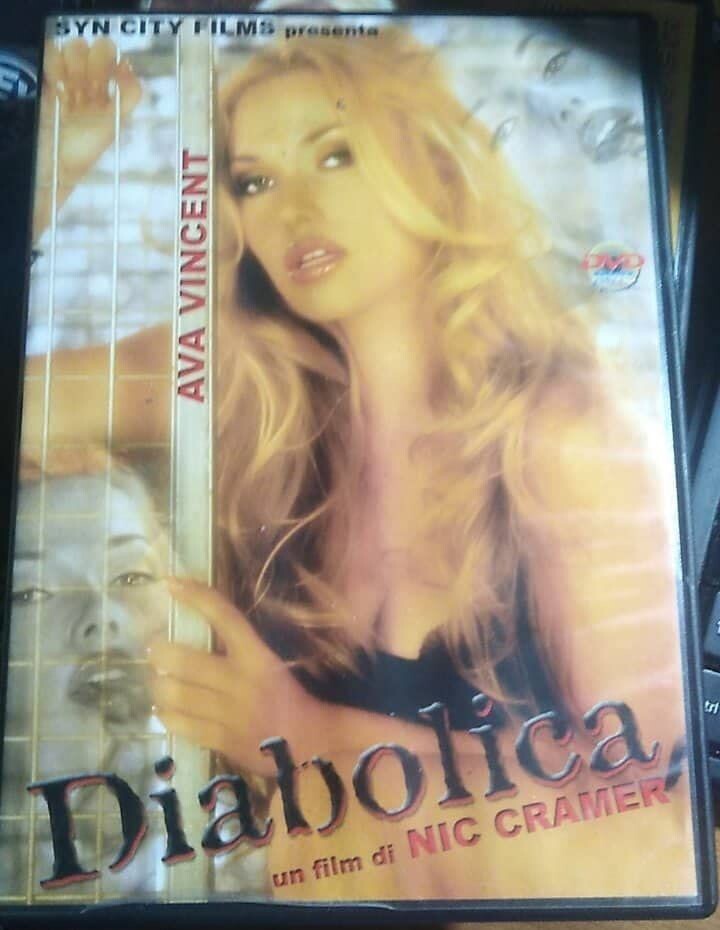 SYN CITY FILMS presenta
AVA VINCENT
DVD
Diabolica
un film di NIC CRAMER